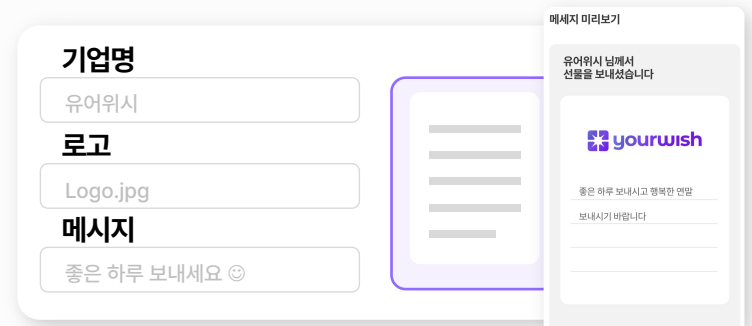 기업명
유어위시
로고
Logo.jpg
메시지
좋은 하루 보내세요 ☺
메세지 미리보기
유어위시 님께서
선물을 보내셨습니다
yourwish
좋은 하루 보내시고 행복한 연말
보내시기 바랍니다